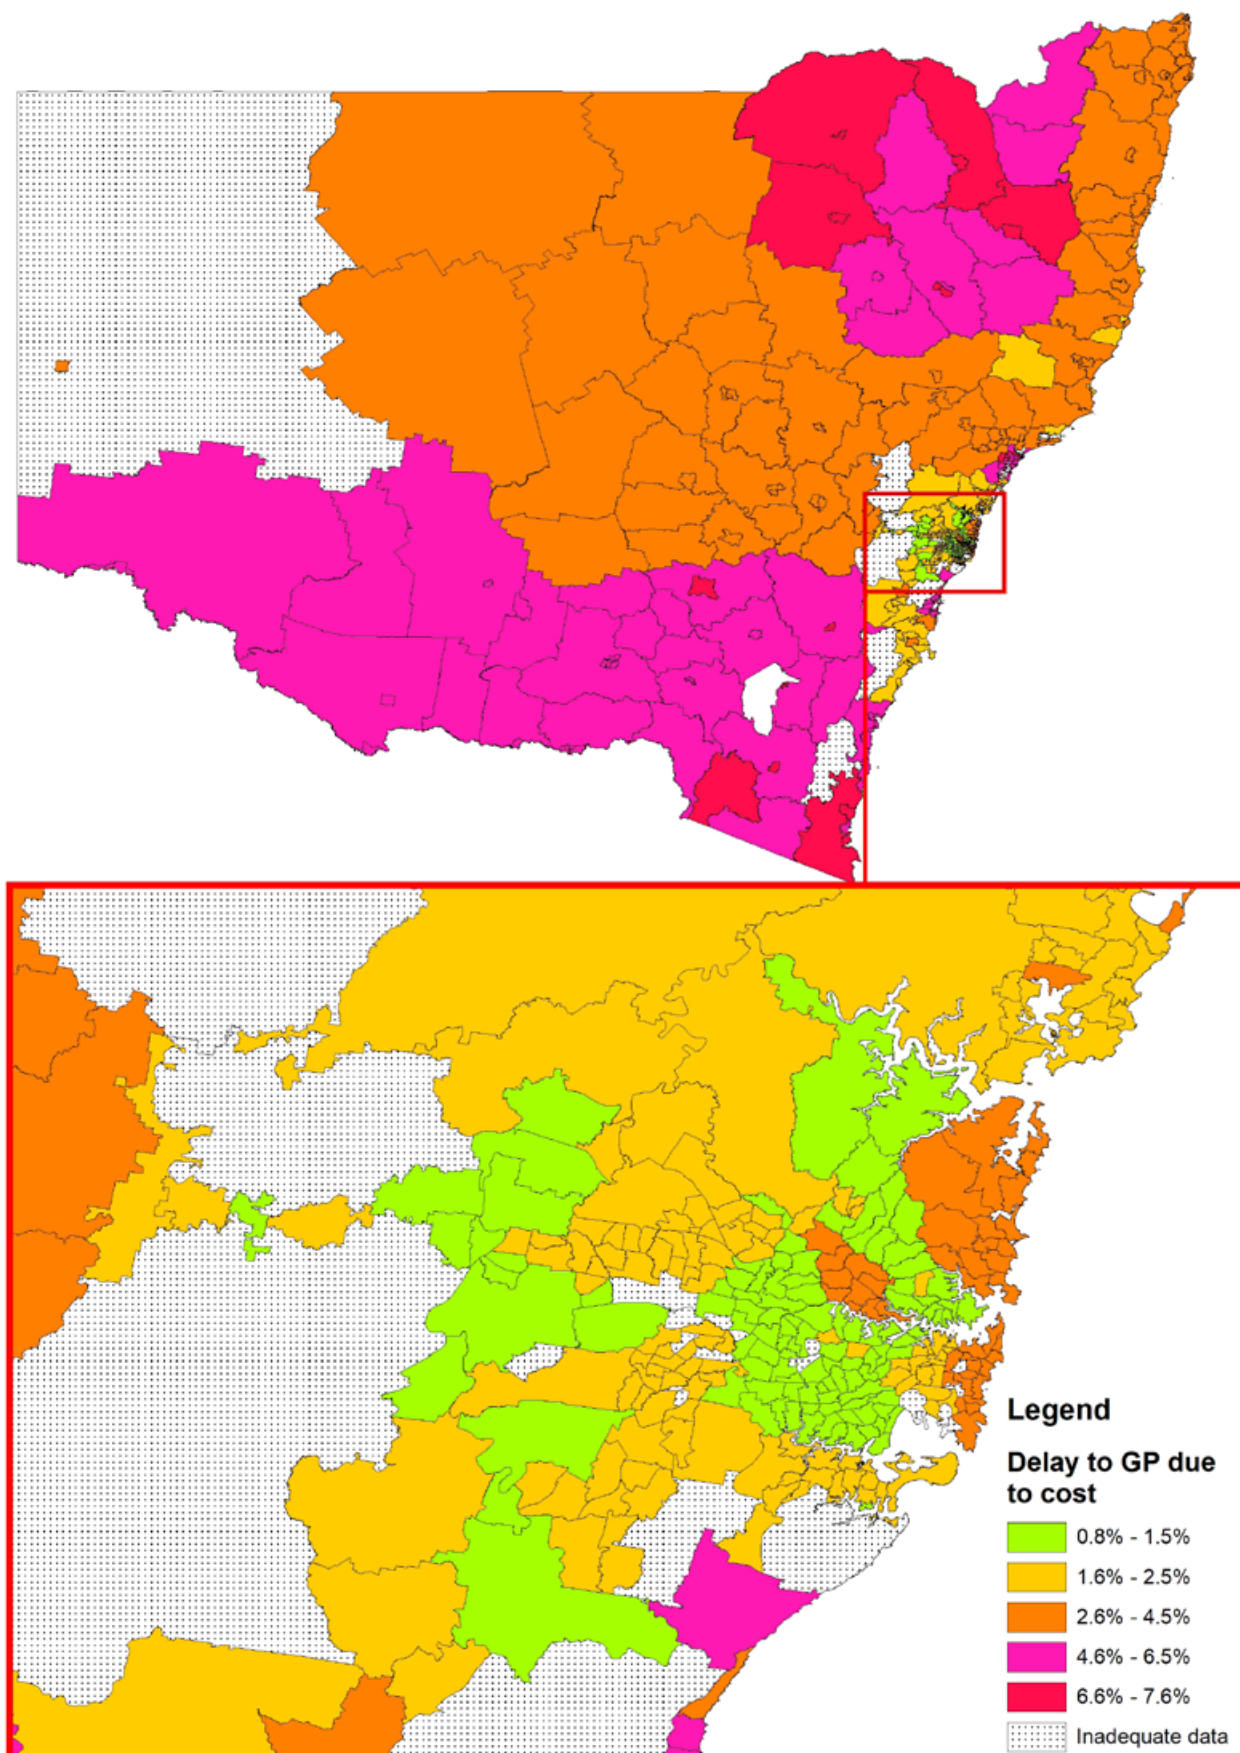 Legend
Delay to GP due
to cost
0.8% - 1.5%
1.6% - 2.5%
2.6% - 4.5%
4.6% - 6.5%
6.6% - 7.6%
Inadequate data